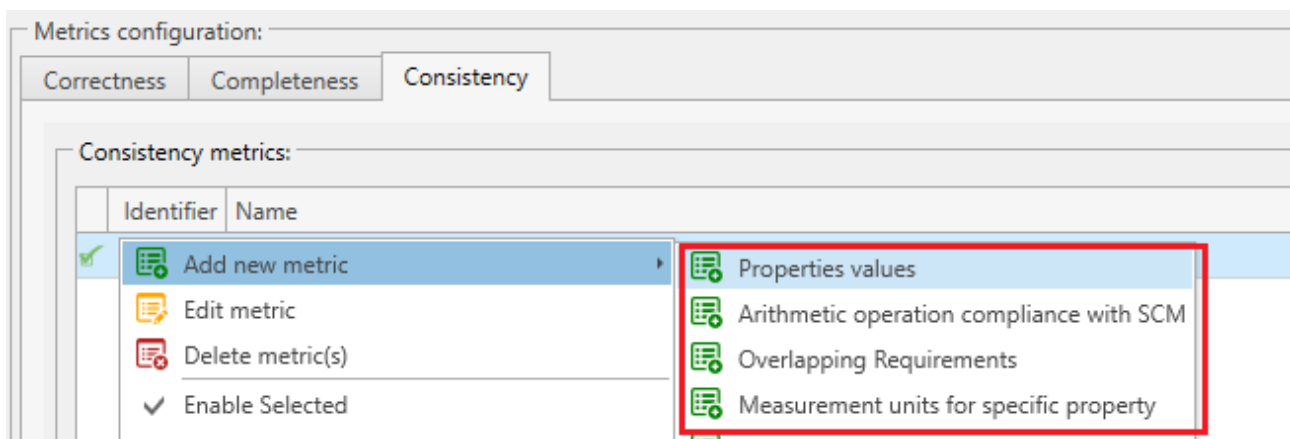 Metrics configuration:
Correctness Completeness Consistency
Consistency metrics:
Identifier Name
Add new metric
Edit metric
Delete metric(s)
Enable Selected
Properties values
Arithmetic operation compliance with SCM
Overlapping Requirements
Measurement units for specific property